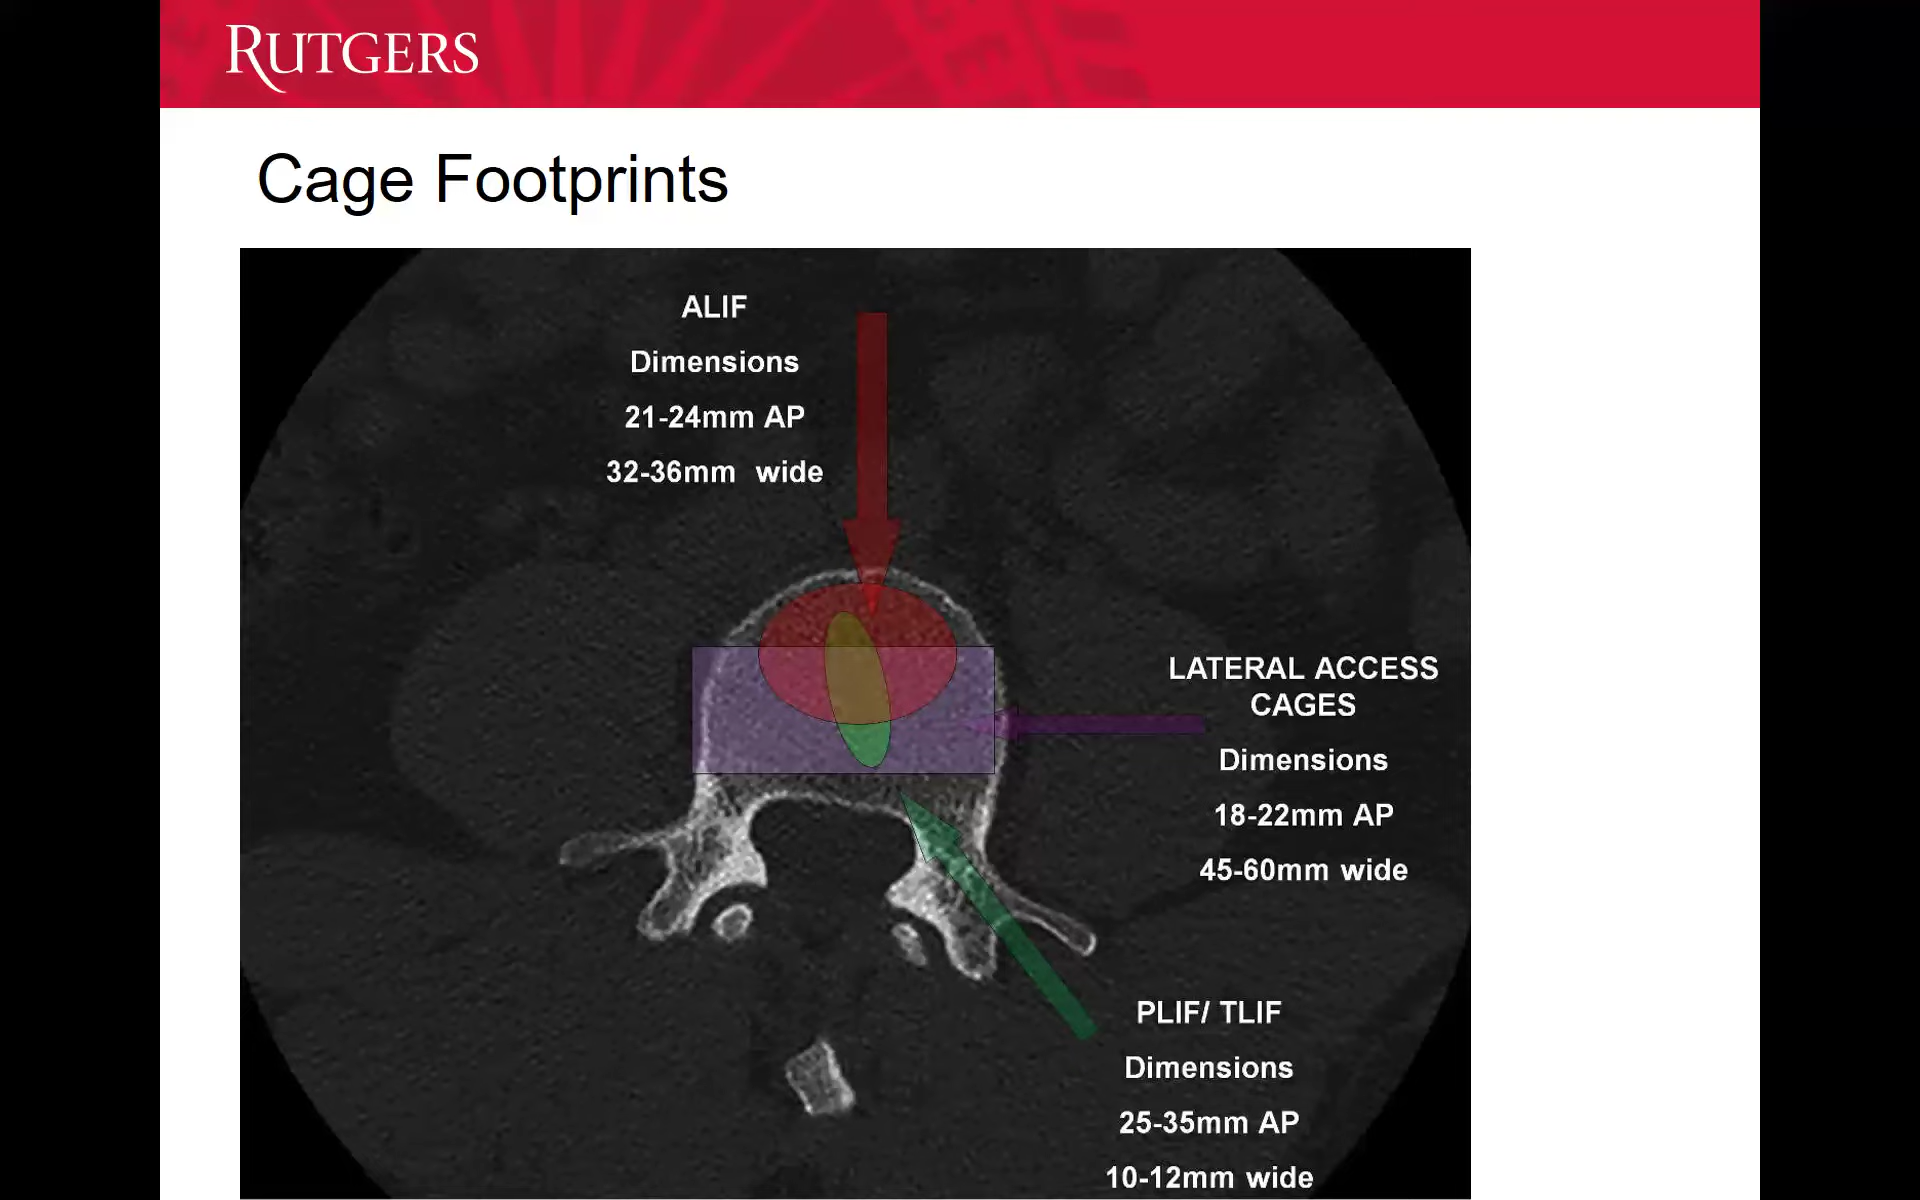 RUTGERS
Cage Footprints
ALIF
Dimensions
21-24mm AP
32-36mm wide
LATERAL ACCESS
CAGES
Dimensions
18-22mm AP
45-60mm wide
PLIF/ TLIF
Dimensions
25-35mm AP
10-12mm wide